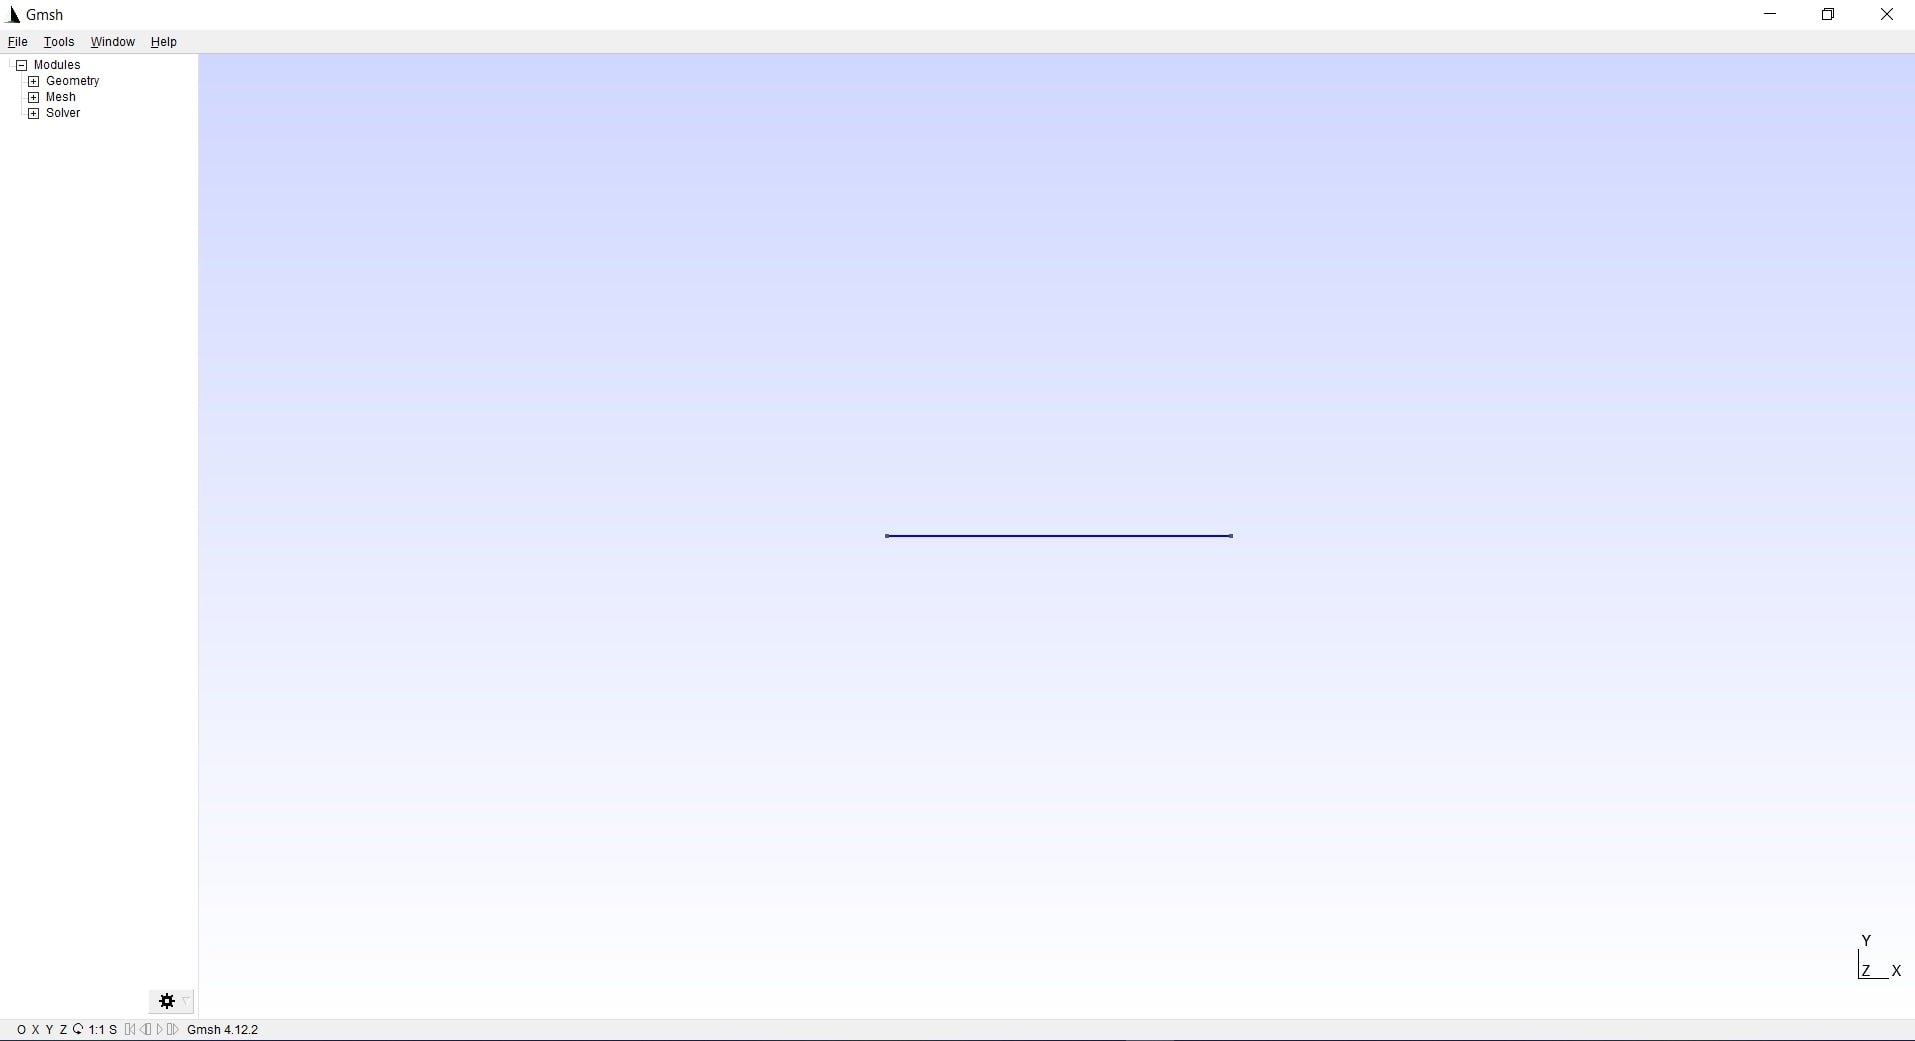 Gmsh
File Tools Window Help
Modules
Geometry
Mesh
Solver
Y
Z X
O X Y Z 1:1 S Gmsh 4.12.2